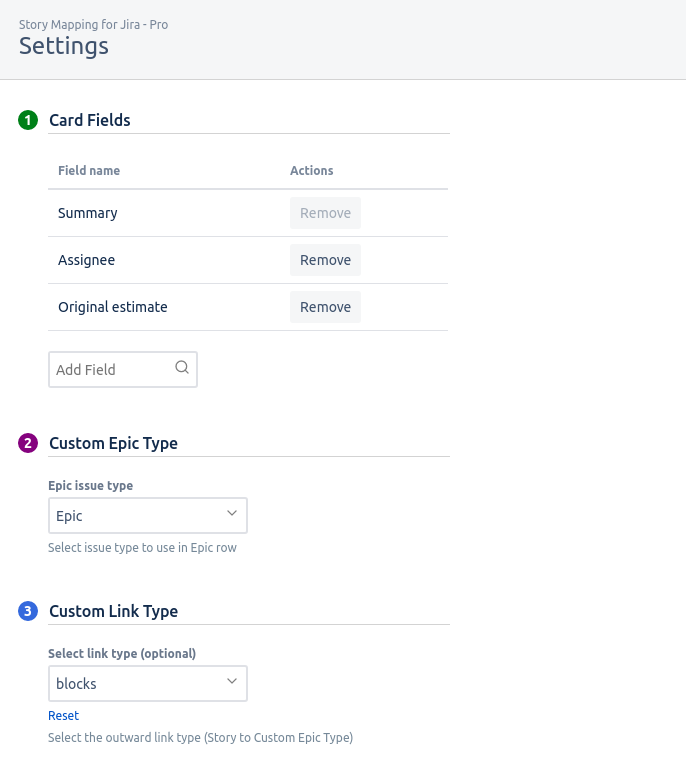 Story Mapping for Jira - Pro
Settings
1 Card Fields
Field name Actions
Summary Remove
Assignee Remove
Original estimate Remove
Add Field
2 Custom Epic Type
Epic issue type
Epic
Select issue type to use in Epic row
3 Custom Link Type
Select link type (optional)
blocks
Reset
Select the outward link type (Story to Custom Epic Type)